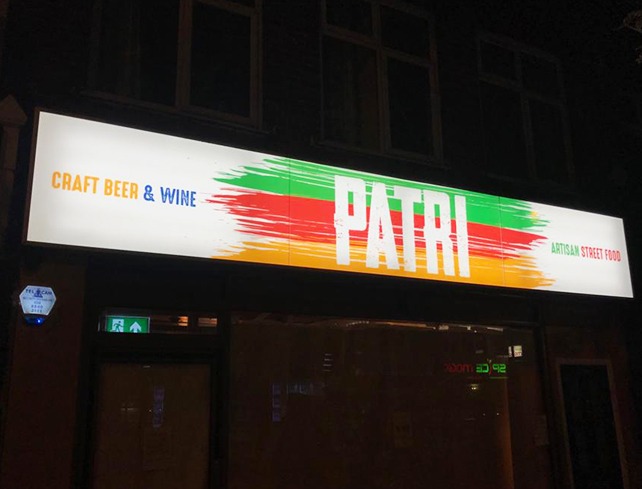 CRAFT BEER & WINE
PATRI
ARTISAN STREET FOOD